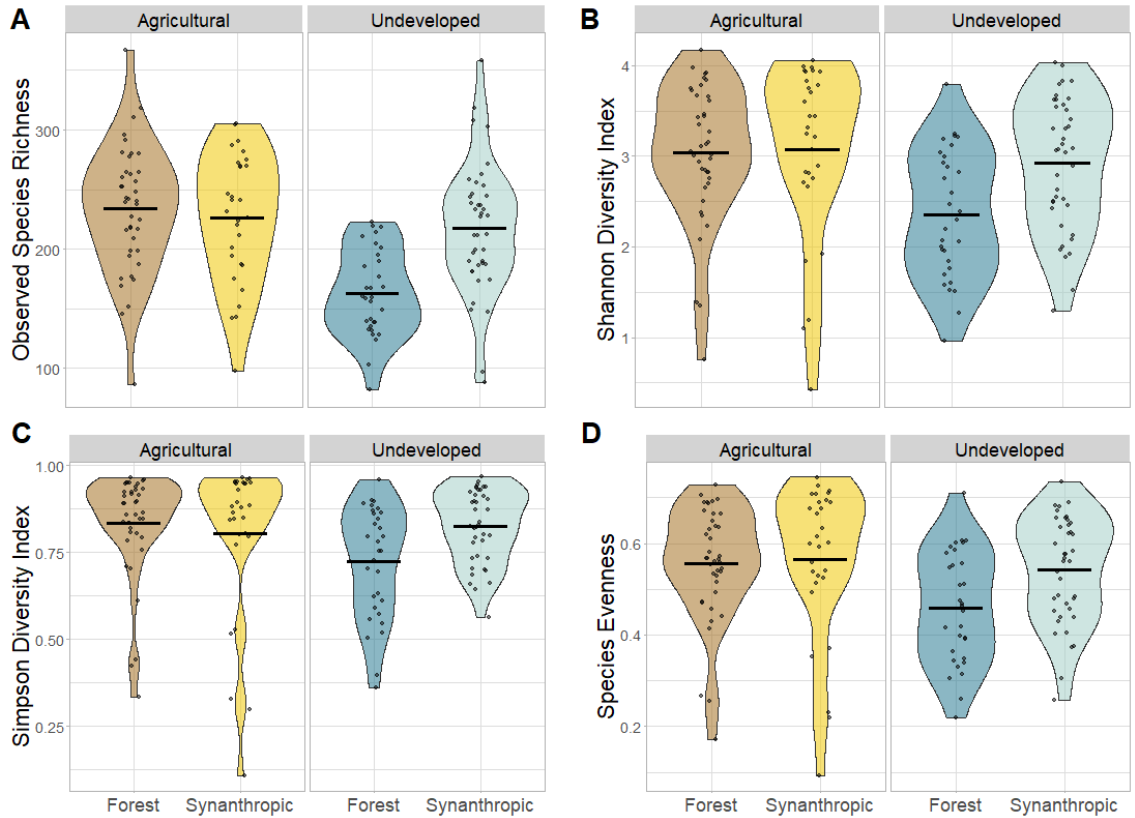 A
Agricultural
Undeveloped
Observed Species Richness
300
200
100
B
Agricultural
Undeveloped
Shannon Diversity Index
4
3
2
1
C
Agricultural
Undeveloped
Simpson Diversity Index
1.00
0.75
0.50
0.25
Forest
Synanthropic
Forest
Synanthropic
D
Agricultural
Undeveloped
Species Evenness
0.6
0.4
0.2
Forest
Synanthropic
Forest
Synanthropic